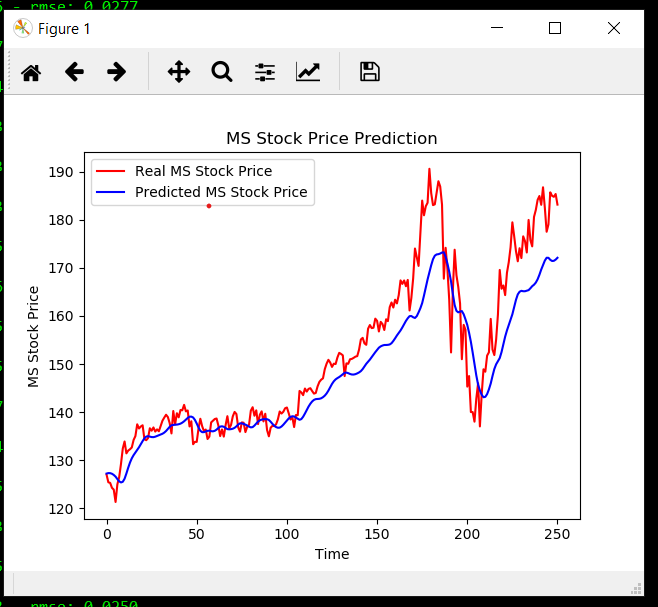 - rmse: 0.0277
Figure 1
MS Stock Price Prediction
Real MS Stock Price
Predicted MS Stock Price
MS Stock Price
190
180
170
160
150
140
130
120
0 50 100 150 200 250
Time
- rmse: 0.0250